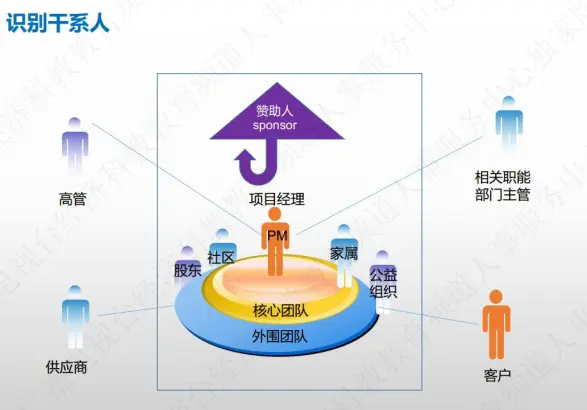 识别干系人
赞助人
sponsor
高管
相关职能
部门主管
项目经理
PM
股东
社区
家属
公益
组织
核心团队
外围团队
供应商
客户